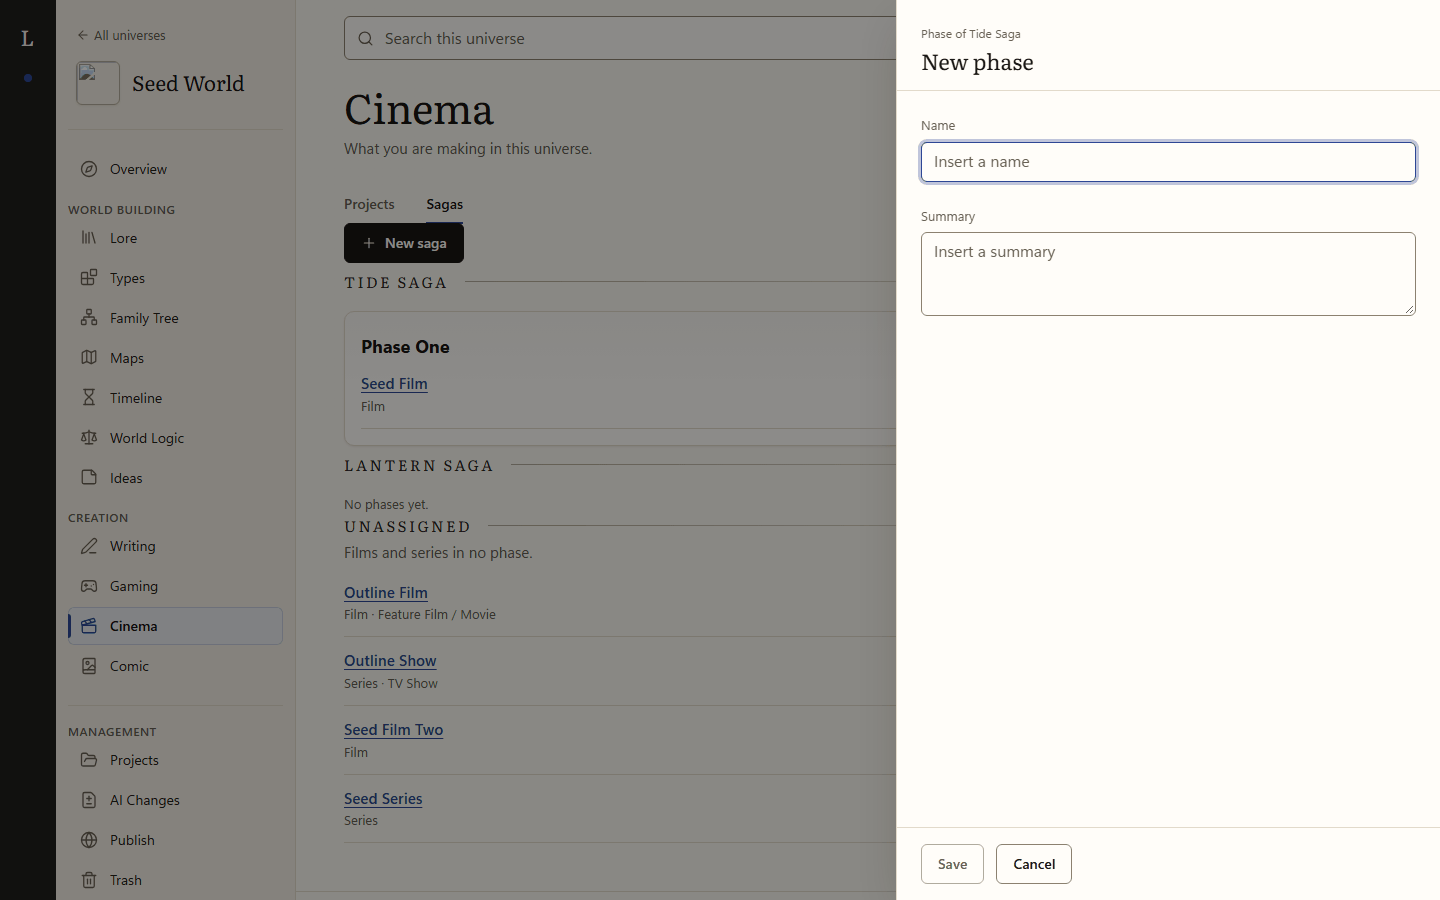 L
All universes
Seed World
Overview
WORLD BUILDING
Lore
Types
Family Tree
Maps
Timeline
World Logic
Ideas
CREATION
Writing
Gaming
Cinema
Comic
MANAGEMENT
Projects
AI Changes
Publish
Trash
Search this universe
Cinema
What you are making in this universe.
Projects Sagas
New saga
TIDE SAGA
Phase One
Seed Film
Film
LANTERN SAGA
No phases yet.
UNASSIGNED
Films and series in no phase.
Outline Film
Film · Feature Film / Movie
Outline Show
Series · TV Show
Seed Film Two
Film
Seed Series
Series
Phase of Tide Saga
New phase
Name
Insert a name
Summary
Insert a summary
Save Cancel